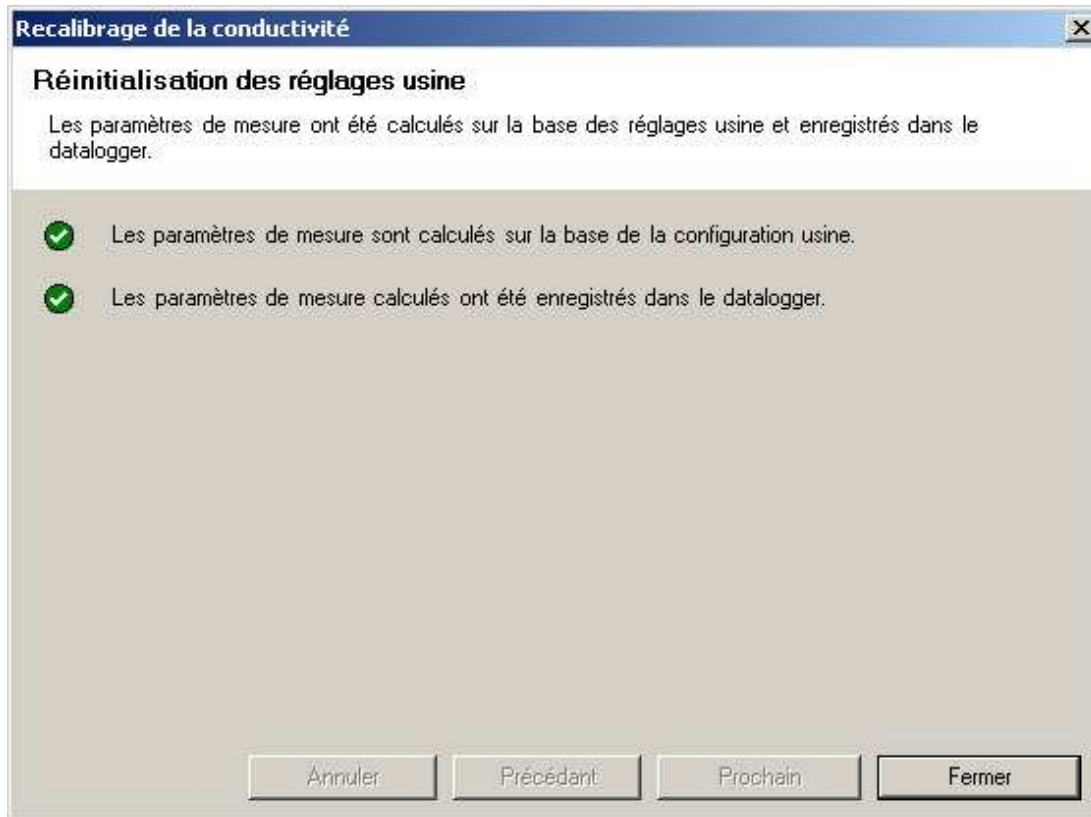 Recalibrage de la conductivité
Réinitialisation des réglages usine
Les paramètres de mesure ont été calculés sur la base des réglages usine et enregistrés dans le
datalogger.
Les paramètres de mesure sont calculés sur la base de la configuration usine.
Les paramètres de mesure calculés ont été enregistrés dans le datalogger.
Annuler Précédant Prochain Fermer